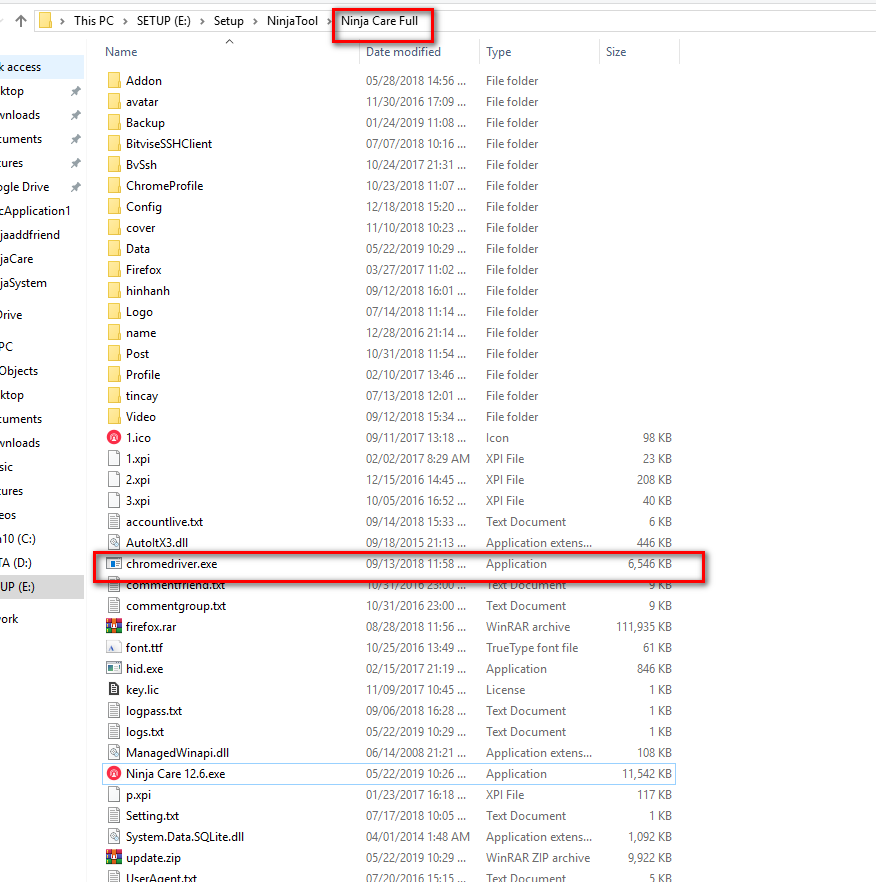 This PC > SETUP (E:) > Setup > NinjaTool > Ninja Care Full
Name Date modified Type Size
k access
ktop
wnloads
cuments
tures
ogle Drive
cApplication1
jaaddfriend
jaCare
jaSystem
Drive
PC
Objects
ktop
cuments
wnloads
sic
tures
eos
n10 (C:)
TA (D:)
UP (E:)
work
Addon 05/28/2018 14:56 ... File folder
avatar 11/30/2016 17:09 ... File folder
Backup 01/24/2019 11:08 ... File folder
BitviseSSHClient 07/07/2018 10:16 ... File folder
BvSsh 10/24/2017 21:31 ... File folder
ChromeProfile 10/23/2018 11:07 ... File folder
Config 12/18/2018 15:20 ... File folder
cover 11/10/2018 10:23 ... File folder
Data 05/22/2019 10:29 ... File folder
Firefox 03/27/2017 11:02 ... File folder
hinhanh 09/12/2018 16:01 ... File folder
Logo 07/14/2018 11:14 ... File folder
name 12/28/2016 21:14 ... File folder
Post 10/31/2018 11:54 ... File folder
Profile 02/10/2017 13:46 ... File folder
tincay 07/13/2018 12:01 ... File folder
Video 09/12/2018 15:34 ... File folder
1.ico 09/11/2017 13:18 ... Icon 98 KB
1.xpi 02/02/2017 8:29 AM XPI File 23 KB
2.xpi 12/15/2016 14:45 ... XPI File 208 KB
3.xpi 10/05/2016 16:52 ... XPI File 40 KB
accountlive.txt 09/14/2018 15:33 ... Text Document 6 KB
AutoItX3.dll 09/18/2015 21:13 ... Application extens... 446 KB
chromedriver.exe 09/13/2018 11:58 ... Application 6,546 KB
commentfriend.txt 10/31/2016 23:00 ... Text Document 9 KB
commentgroup.txt 10/31/2016 23:00 ... Text Document 9 KB
firefox.rar 08/28/2018 11:56 ... WinRAR archive 111,935 KB
font.ttf 10/25/2016 13:49 ... TrueType font file 61 KB
hid.exe 02/15/2017 21:19 ... Application 846 KB
key.lic 11/09/2017 10:45 ... License 1 KB
logpass.txt 09/06/2018 16:28 ... Text Document 1 KB
logs.txt 05/22/2019 10:29 ... Text Document 1 KB
ManagedWinapi.dll 06/14/2008 21:21 ... Application extens... 108 KB
Ninja Care 12.6.exe 05/22/2019 10:26 ... Application 11,542 KB
p.xpi 01/23/2017 16:18 ... XPI File 117 KB
Setting.txt 07/17/2018 10:05 ... Text Document 1 KB
System.Data.SQLite.dll 04/01/2014 1:48 AM Application extens... 1,092 KB
update.zip 05/22/2019 10:29 ... WinRAR ZIP archive 9,922 KB
UserAgent.txt 07/20/2016 15:15 ... Text Document 5 KB